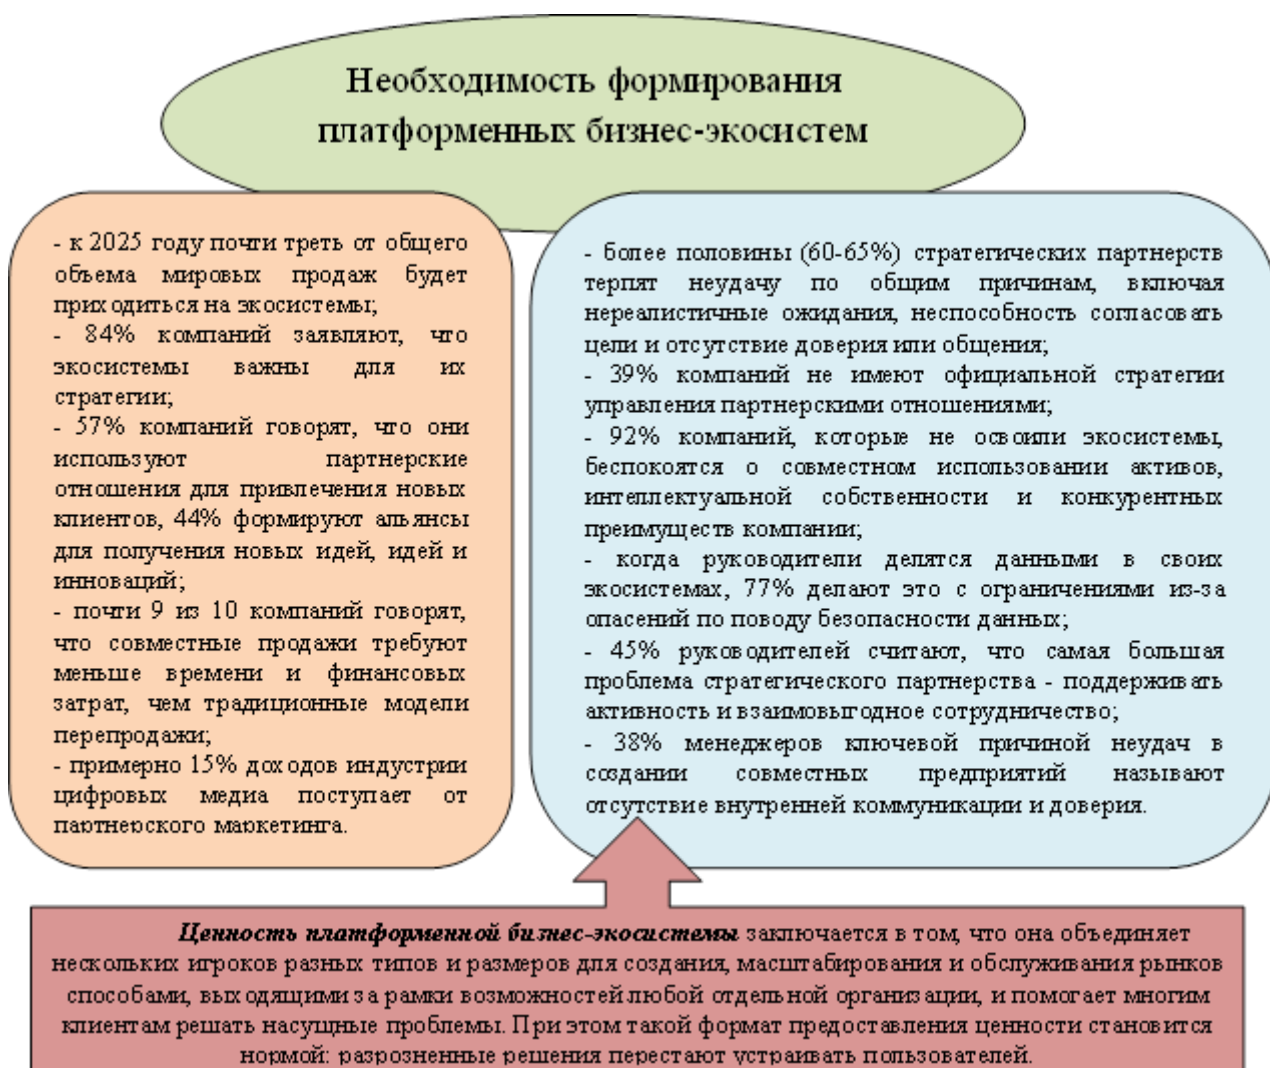 Необходимость формирования
платформенных бизнес-экосистем
- к 2025 году почти треть от общего
объема мировых продаж будет
приходиться на экосистемы;
- 84% компаний заявляют, что
экосистемы важны для их
стратегии;
- 57% компаний говорят, что они
используют партнерские
отношения для привлечения новых
клиентов, 44% формируют альянсы
для получения новых идей, идей и
инноваций;
- почти 9 из 10 компаний говорят,
что совместные продажи требуют
меньше времени и финансовых
затрат, чем традиционные модели
перепродажи;
- примерно 15% доходов индустрии
цифровых медиа поступает от
партнерского маркетинга.
- более половины (60-65%) стратегических партнерств
терпят неудачу по общим причинам, включая
нереалистичные ожидания, неспособность согласовать
цели и отсутствие доверия или общения;
- 39% компаний не имеют официальной стратегии
управления партнерскими отношениями;
- 92% компаний, которые не освоили экосистемы,
беспокоятся о совместном использовании активов,
интеллектуальной собственности и конкурентных
преимуществ компании;
- когда руководители делятся данными в своих
экосистемах, 77% делают это с ограничениями из-за
опасений по поводу безопасности данных;
- 45% руководителей считают, что самая большая
проблема стратегического партнерства - поддерживать
активность и взаимовыгодное сотрудничество;
- 38% менеджеров ключевой причиной неудач в
создании совместных предприятий называют
отсутствие внутренней коммуникации и доверия.
Ценность платформенной бизнес-экосистемы заключается в том, что она объединяет
нескольких игроков разных типов и размеров для создания, масштабирования и обслуживания рынков
способами, выходящими за рамки возможностей любой отдельной организации, и помогает многим
клиентам решать насущные проблемы. При этом такой формат предоставления ценности становится
нормой: разрозненные решения перестают устраивать пользователей.